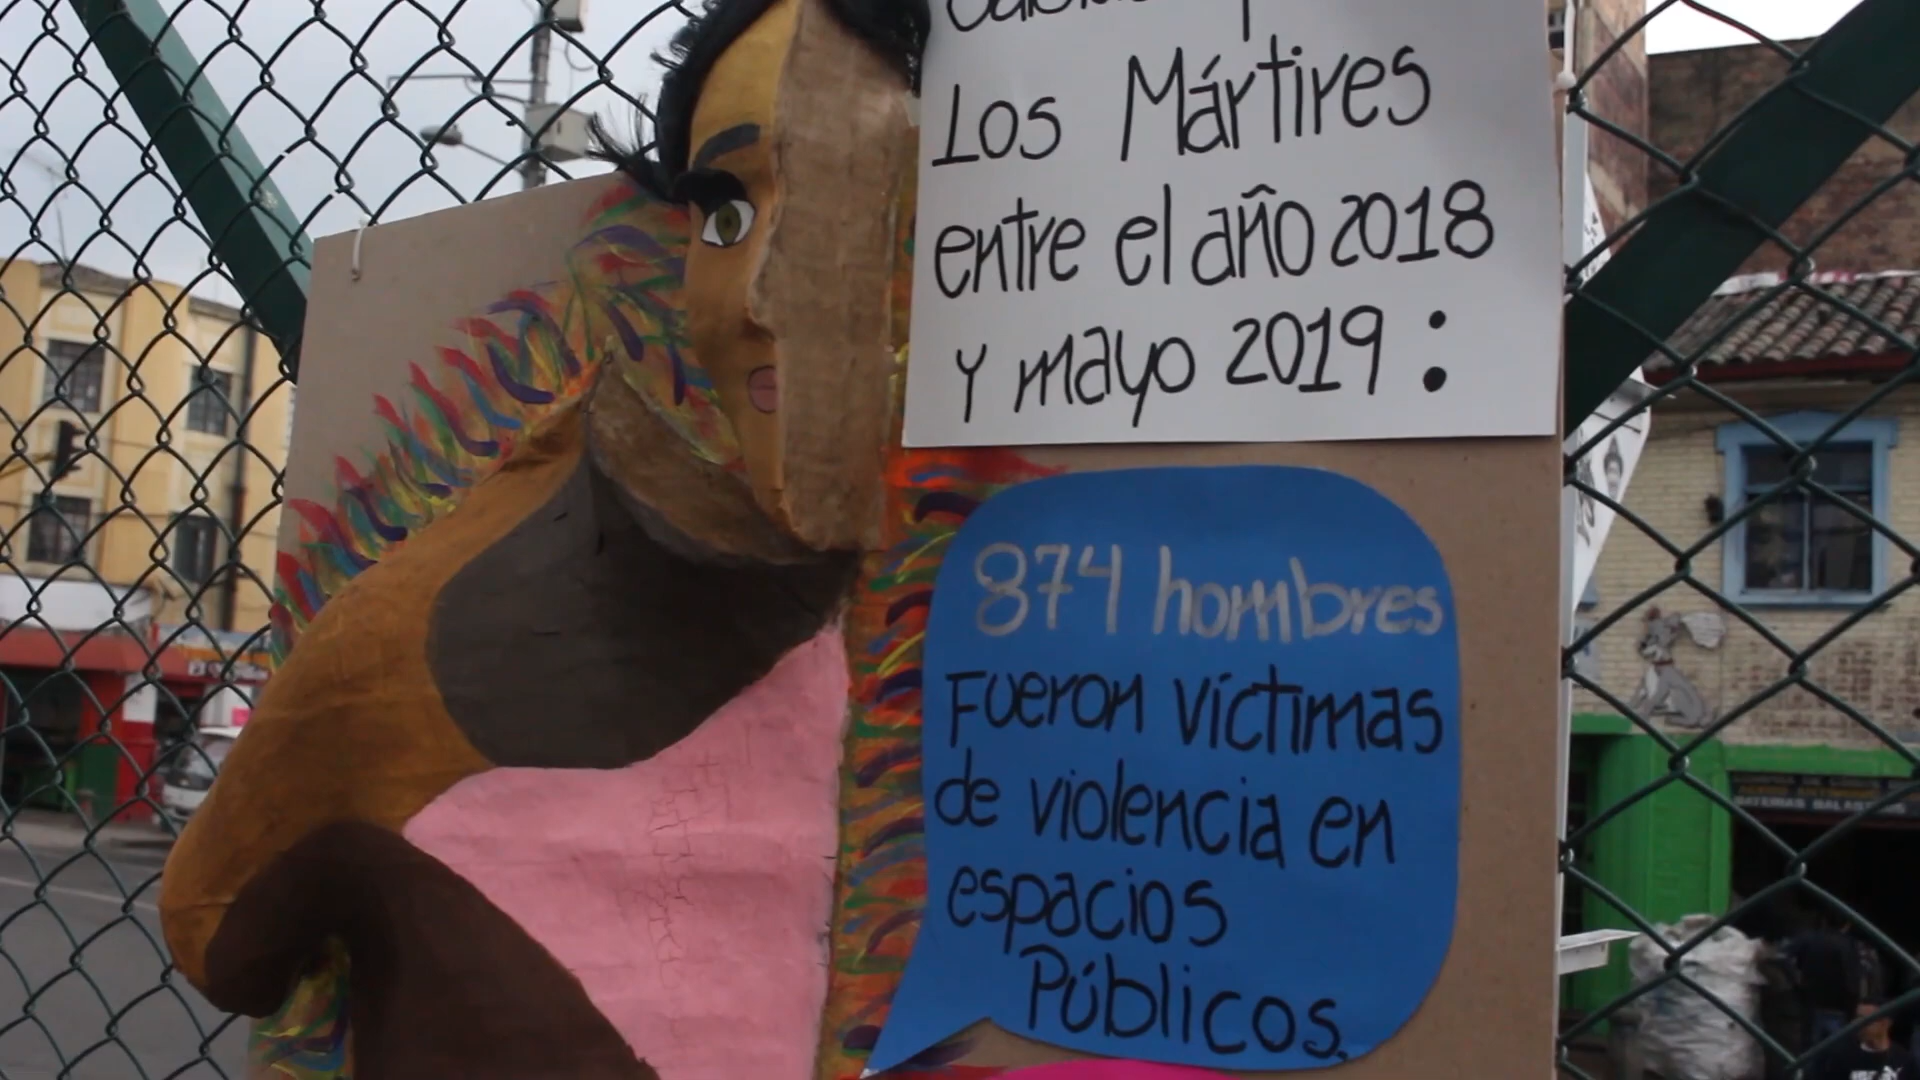 Los Mártires
entre el año 2018
y mayo 2019:
874 hombres
Fueron víctimas
de violencia en
espacios
Públicos.